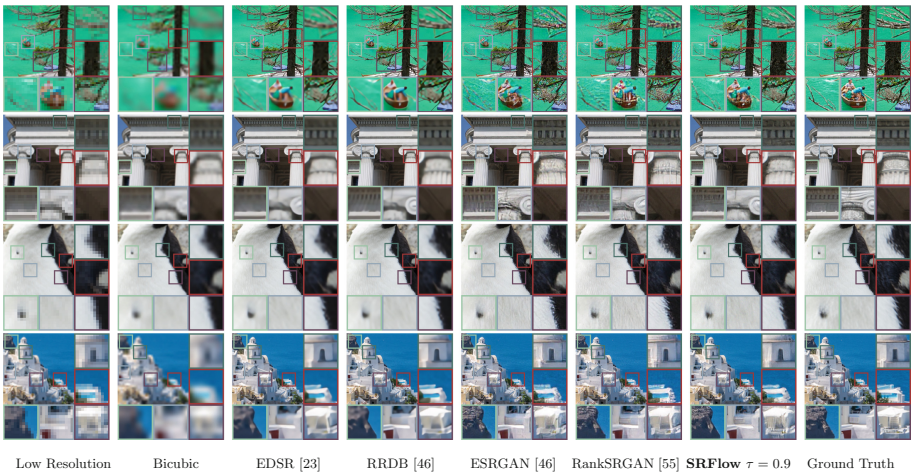 Low Resolution Bicubic EDSR [23] RRDB [46] ESRGAN [46] RankSRGAN [55] SRFlow τ = 0.9 Ground Truth